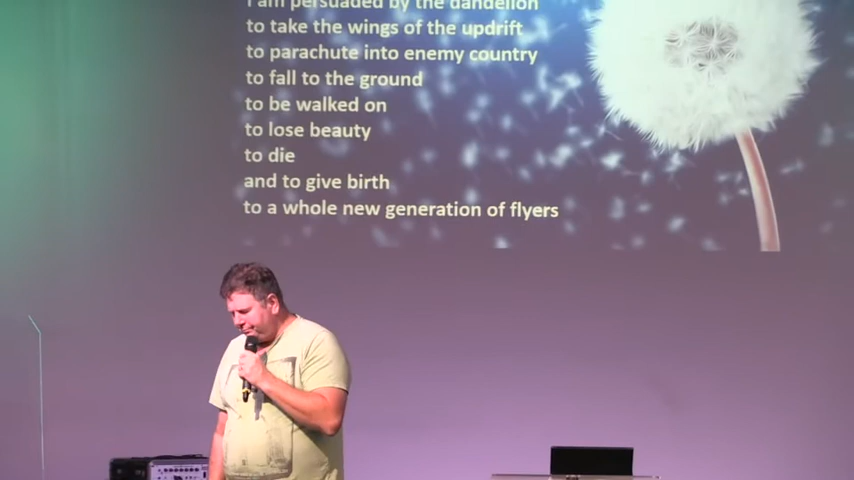 I am persuaded by the dandelion
to take the wings of the updrift
to parachute into enemy country
to fall to the ground
to be walked on
to lose beauty
to die
and to give birth
to a whole new generation of flyers